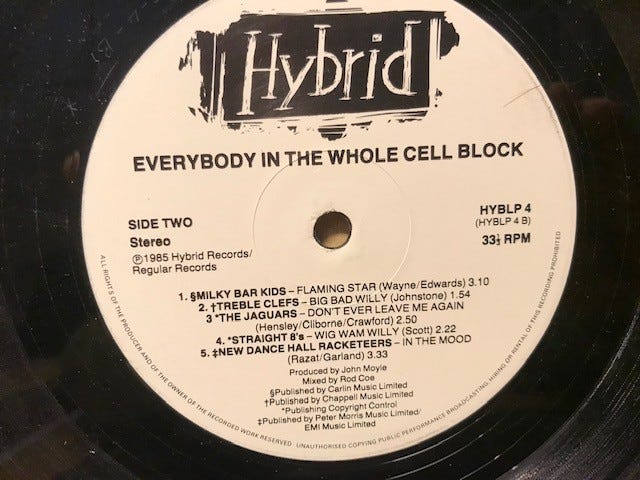 Hybrid
EVERYBODY IN THE WHOLE CELL BLOCK
SIDE TWO
Stereo
℗1985 Hybrid Records/
Regular Records
HYBLP 4
(HYBLP 4 B)
33⅓ RPM
1. §MILKY BAR KIDS – FLAMING STAR (Wayne/Edwards) 3.10
2. †TREBLE CLEFS – BIG BAD WILLY (Johnstone) 1.54
3 *THE JAGUARS – DON'T EVER LEAVE ME AGAIN
(Hensley/Cliborne/Crawford) 2.50
4. *STRAIGHT 8's – WIG WAM WILLY (Scott) 2.22
5. ‡NEW DANCE HALL RACKETEERS – IN THE MOOD
(Razat/Garland) 3.33
Produced by John Moyle
Mixed by Rod Coe
§Published by Carlin Music Limited
†Published by Chappell Music Limited
*Publishing Copyright Control
‡Published by Peter Morris Music Limited/
EMI Music Limited
ALL RIGHTS OF THE PRODUCER AND OF THE OWNER OF THE RECORDED WORK RESERVED UNAUTHORISED COPYING PUBLIC PERFORMANCE BROADCASTING, HIRING OR RENTAL OF THIS RECORDING PROHIBITED